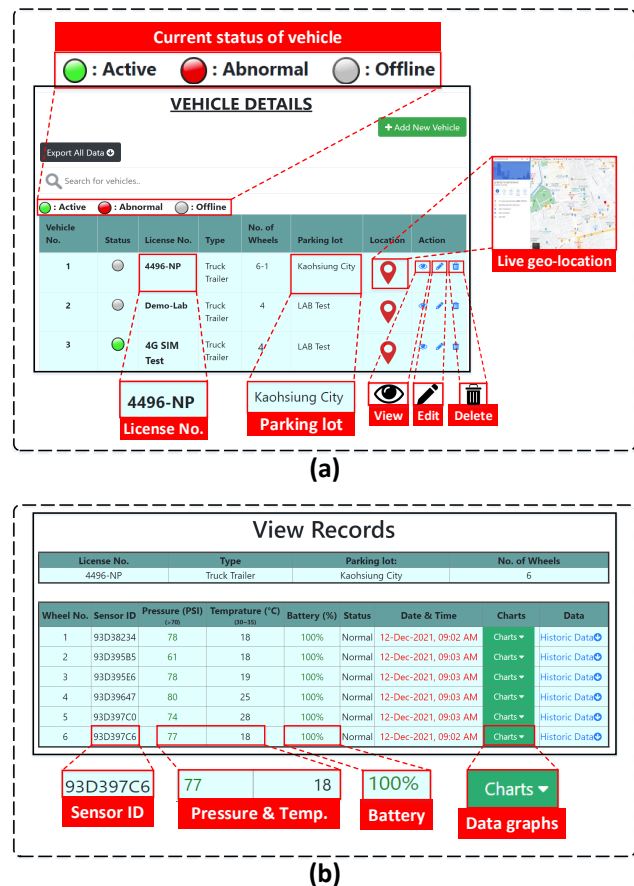 Current status of vehicle
: Active : Abnormal : Offline
VEHICLE DETAILS
+ Add New Vehicle
Export All Data
Search for vehicles..
: Active : Abnormal : Offline
Vehicle No. Status License No. Type No. of Wheels Parking lot Location Action
1 4496-NP Truck Trailer 6-1 Kaohsiung City
2 Demo-Lab Truck Trailer 4 LAB Test
3 4G SIM Test Truck Trailer 4 LAB Test
Live geo-location
4496-NP
License No.
Kaohsiung City
Parking lot
View Edit Delete
(a)
View Records
License No. Type Parking lot: No. of Wheels
4496-NP Truck Trailer Kaohsiung City 6
Wheel No. Sensor ID Pressure (PSI) (>70) Temprature (°C) (30~35) Battery (%) Status Date & Time Charts Data
1 93D38234 78 18 100% Normal 12-Dec-2021, 09:02 AM Charts Historic Data
2 93D395B5 61 18 100% Normal 12-Dec-2021, 09:03 AM Charts Historic Data
3 93D395E6 78 19 100% Normal 12-Dec-2021, 09:03 AM Charts Historic Data
4 93D39647 80 25 100% Normal 12-Dec-2021, 09:03 AM Charts Historic Data
5 93D397C0 74 28 100% Normal 12-Dec-2021, 09:03 AM Charts Historic Data
6 93D397C6 77 18 100% Normal 12-Dec-2021, 09:02 AM Charts Historic Data
93D397C6 77 18 100% Charts
Sensor ID Pressure & Temp. Battery Data graphs
(b)